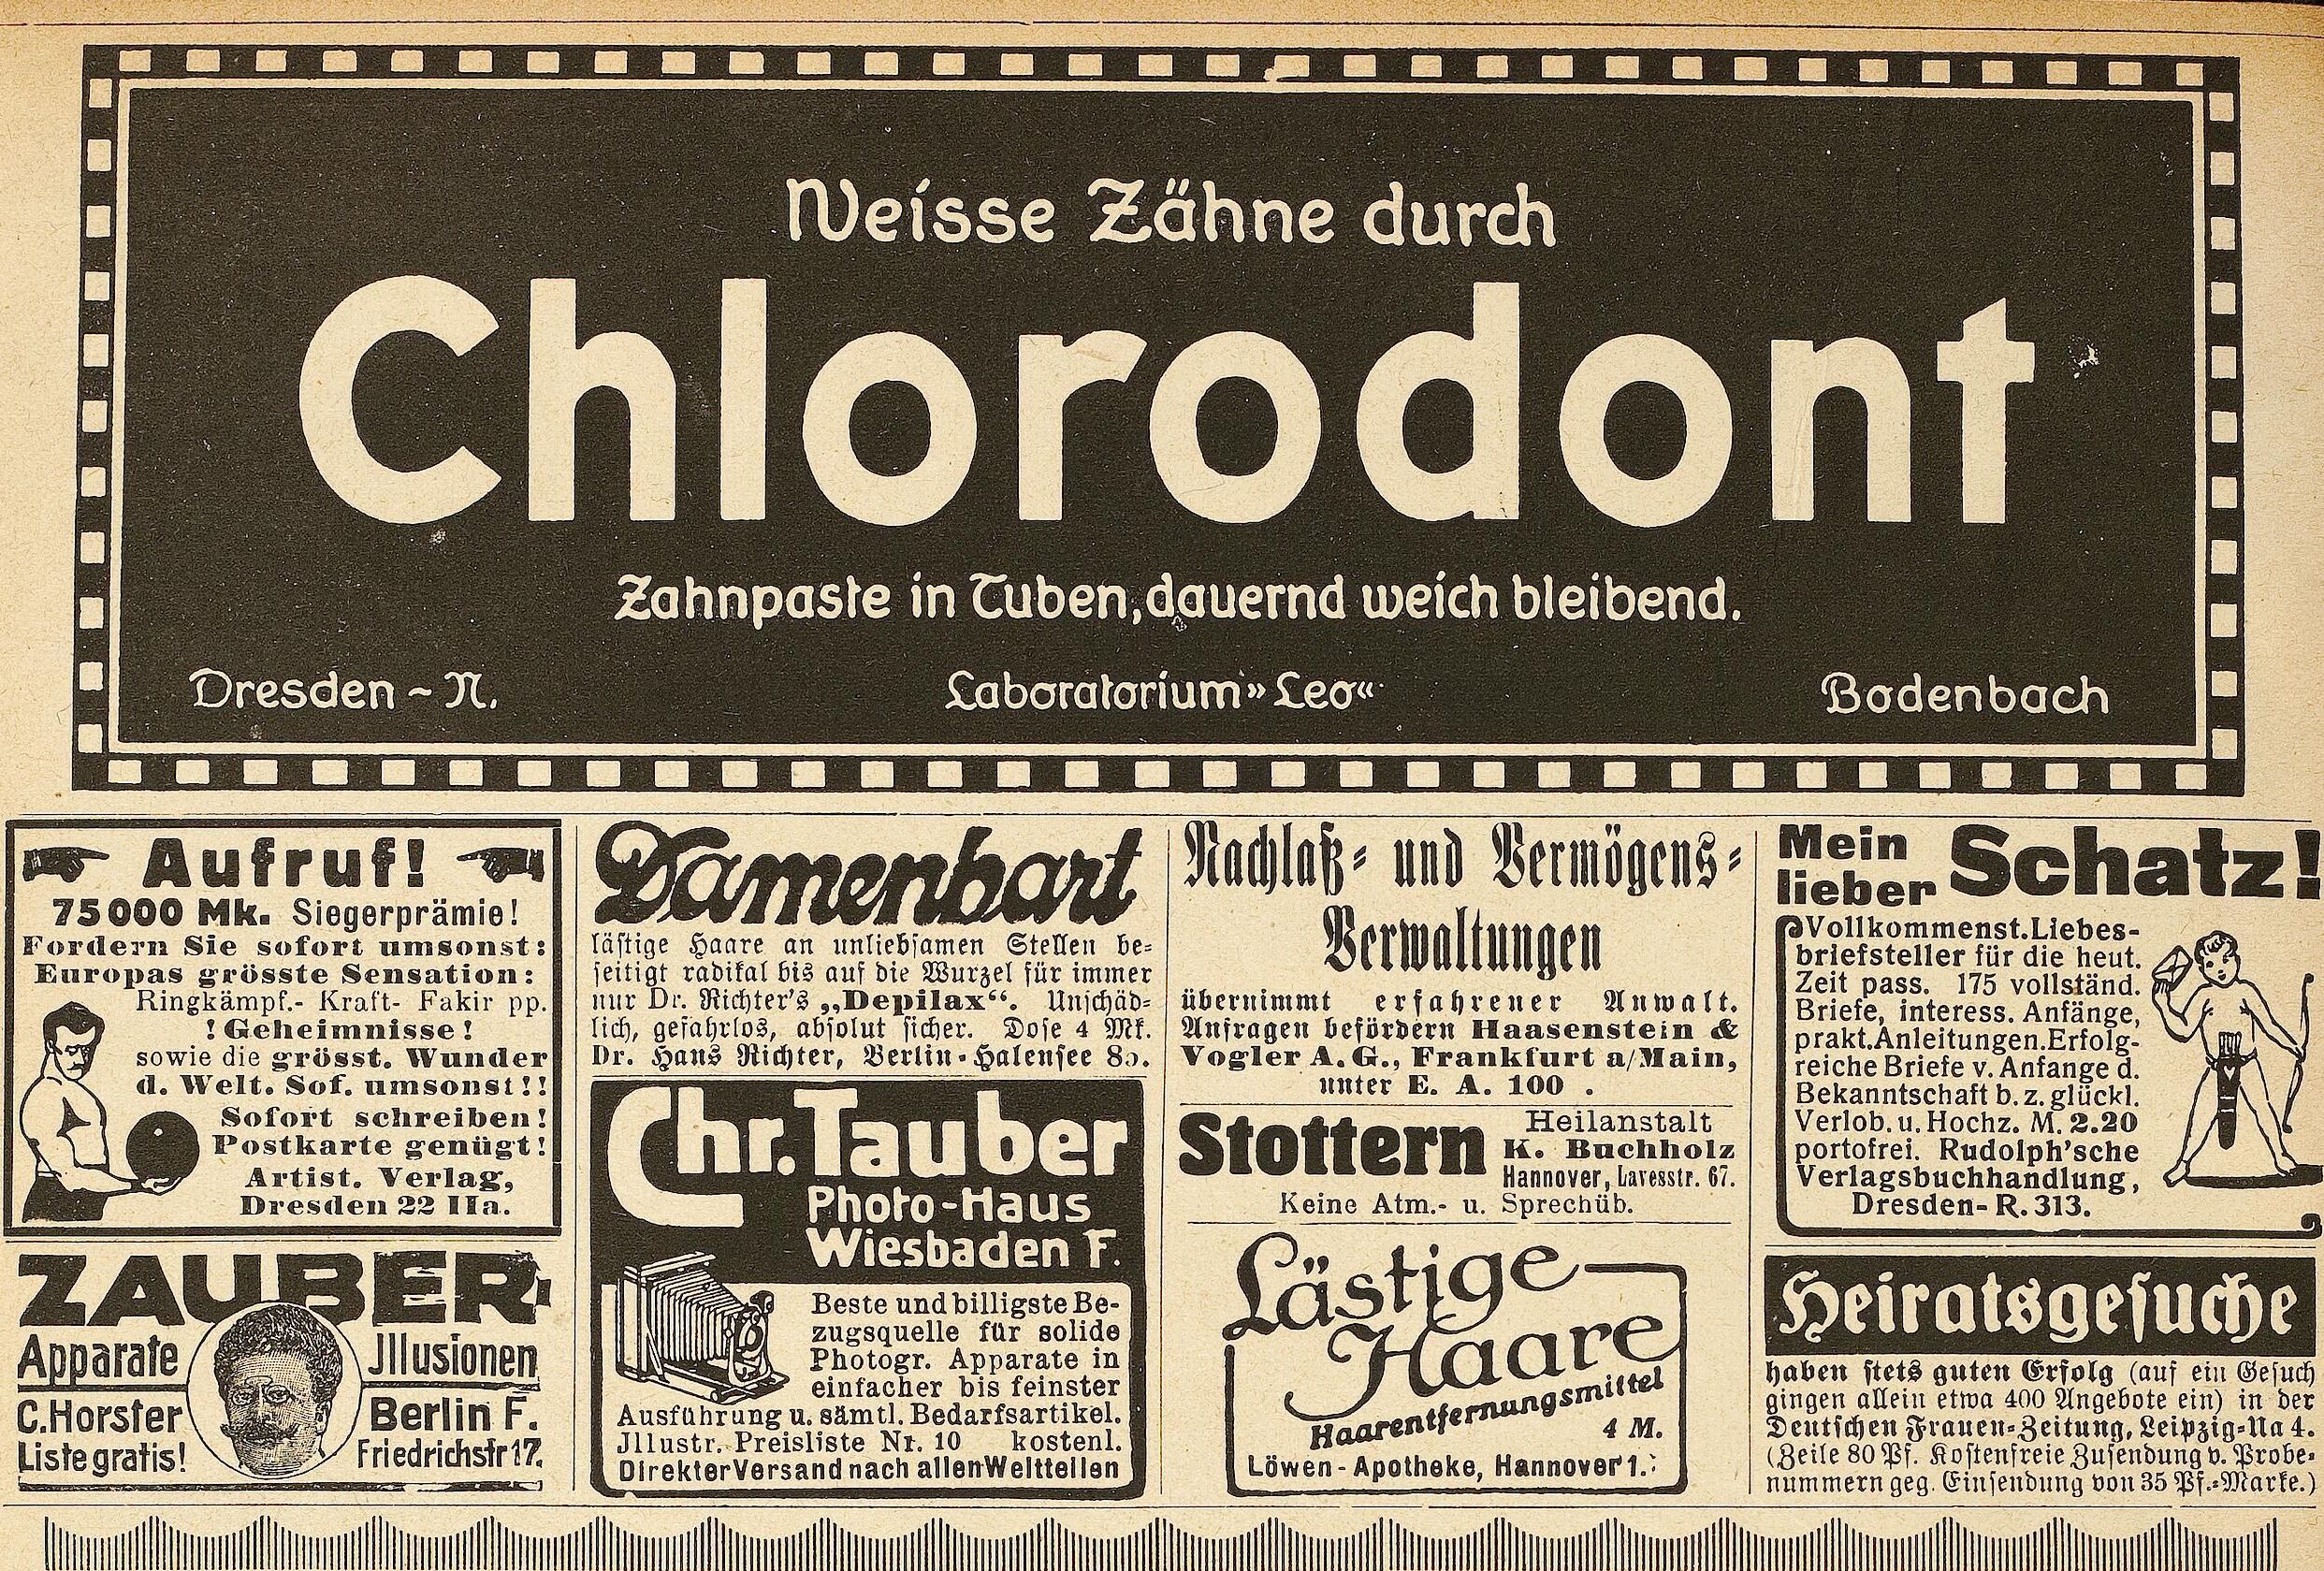 Weisse Zähne durch
Chlorodont
Zahnpaste in Tuben, dauernd weich bleibend.
Dresden ~ N.
Laboratorium »Leo«
Bodenbach
Aufruf!
75000 Mk. Siegerprämie!
Fordern Sie sofort umsonst:
Europas grösste Sensation:
Ringkämpf.- Kraft- Fakir pp.
! Geheimnisse!
sowie die grösst. Wunder
d. Welt. Sof. umsonst!!
Sofort schreiben!
Postkarte genügt!
Artist. Verlag,
Dresden 22 IIa.
ZAUBER-
Apparate Jllusionen
C. Horster Berlin F.
Liste gratis! Friedrichstr 17.
Damenbart
läſtige Haare an unliebſamen Stellen be-
ſeitigt radikal bis auf die Wurzel für immer
nur Dr. Richter's „Depilax“. Unſchäd-
lich, gefahrlos, abſolut ſicher. Doſe 4 Mk.
Dr. Hans Richter, Berlin-Halenſee 85.
Chr. Tauber
Photo-Haus
Wiesbaden F.
Beste und billigste Be-
zugsquelle für solide
Photogr. Apparate in
einfacher bis feinster
Ausführung u. sämtl. Bedarfsartikel.
Jllustr. Preisliste Nr. 10 kostenl.
Direkter Versand nach allen Weltteilen
Nachlaß- und Vermögens-
Verwaltungen
übernimmt erfahrener Anwalt.
Anfragen befördern Haasenstein &
Vogler A. G., Frankfurt a/Main,
unter E. A. 100 .
Stottern
Heilanstalt
K. Buchholz
Hannover, Lavesstr. 67.
Keine Atm.- u. Sprechüb.
Lästige
Haare
Haarentfernungsmittel
4 M.
Löwen-Apotheke, Hannover 1.
Mein
lieber Schatz!
Vollkommenst. Liebes-
briefsteller für die heut.
Zeit pass. 175 vollständ.
Briefe, interess. Anfänge,
prakt. Anleitungen. Erfolg-
reiche Briefe v. Anfange d.
Bekanntschaft b. z. glückl.
Verlob. u. Hochz. M. 2.20
portofrei. Rudolph'sche
Verlagsbuchhandlung,
Dresden-R. 313.
Heiratsgeſuche
haben ſtets guten Erfolg (auf ein Geſuch
gingen allein etwa 400 Angebote ein) in der
Deutſchen Frauen-Zeitung, Leipzig-Na 4.
(Zeile 80 Pf. Koſtenfreie Zuſendung v. Probe-
nummern geg. Einſendung von 35 Pf.-Marke.)